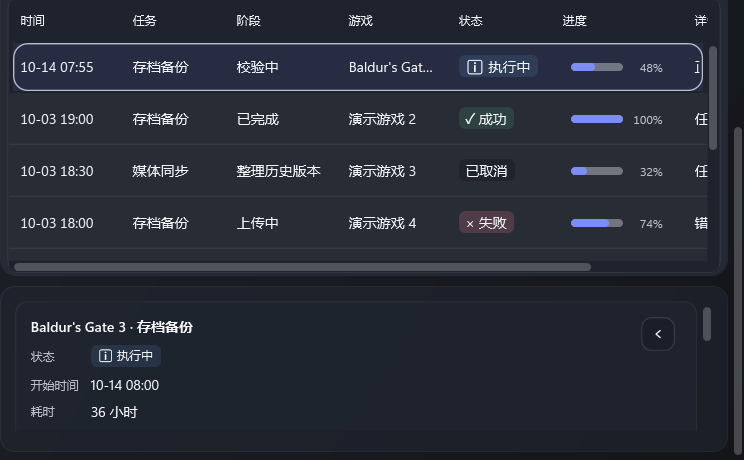 时间 任务 阶段 游戏 状态 进度 详
10-14 07:55 存档备份 校验中 Baldur's Gat... 执行中 48%
10-03 19:00 存档备份 已完成 演示游戏 2 ✓ 成功 100% 任
10-03 18:30 媒体同步 整理历史版本 演示游戏 3 已取消 32% 任
10-03 18:00 存档备份 上传中 演示游戏 4 × 失败 74% 错
Baldur's Gate 3 · 存档备份
状态 执行中
开始时间 10-14 08:00
耗时 36 小时